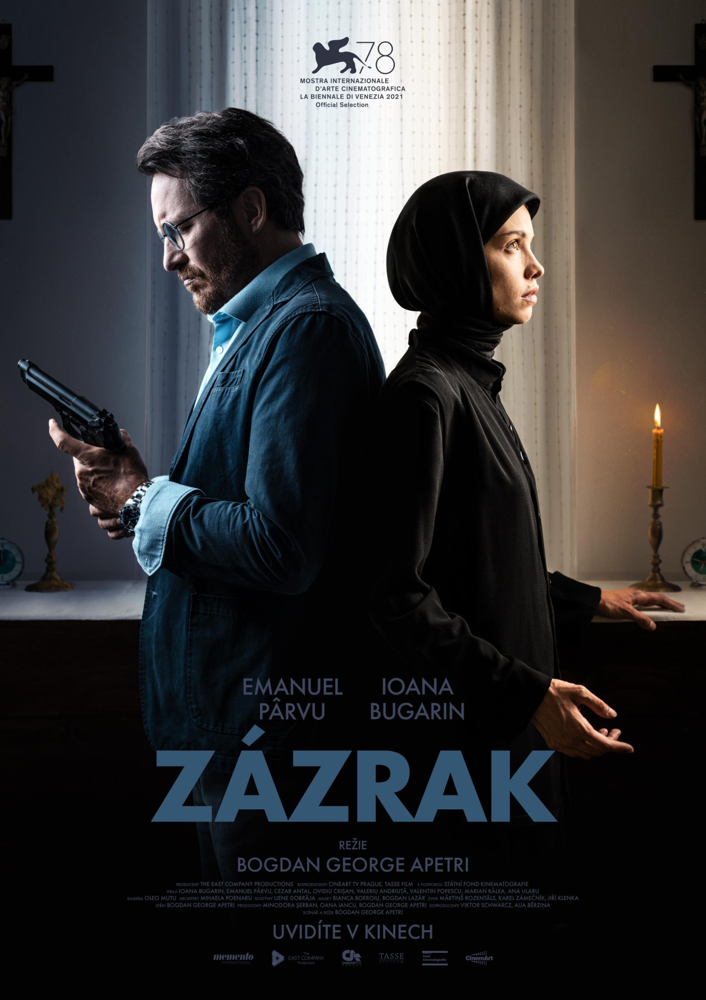 78
MOSTRA INTERNAZIONALE
D'ARTE CINEMATOGRAFICA
LA BIENNALE DI VENEZIA 2021
Official Selection
EMANUEL PÂRVU
IOANA BUGARIN
ZÁZRAK
REŽIE
BOGDAN GEORGE APETRI
PRODUCENT THE EAST COMPANY PRODUCTIONS KOPRODUCENTI CINEART TV PRAGUE, TASSE FILM S PODPOROU STÁTNÍ FOND KINEMATOGRAFIE
HRAJÍ IOANA BUGARIN, EMANUEL PÂRVU, CEZAR ANTAL, OVIDIU CRIȘAN, VALERIU ANDRIUȚĂ, VALENTIN POPESCU, MARIAN RÂLEA, ANA ULARU
KAMERA OLEG MUTU ARCHITEKT MIHAELA POENARU KOSTÝMY LIENE DOBRĀJA MASKY BIANCA BOEROIU, BOGDAN LAZĂR ZVUK MĀRTIŅŠ ROZENTĀLS, KAREL ZÁMEČNÍK, JIŘÍ KLENKA
STŘIH BOGDAN GEORGE APETRI PRODUCENTI MINODORA ȘERBAN, OANA IANCU, BOGDAN GEORGE APETRI KOPRODUCENTI VIKTOR SCHWARCZ, AIJA BĒRZIŅA
SCÉNÁŘ A REŽIE BOGDAN GEORGE APETRI
UVIDÍTE V KINECH
memento INTERNATIONAL
The EAST COMPANY Productions
CINEART TV PRAGUE
TASSE FILM
fond kinematografie
CinemArt